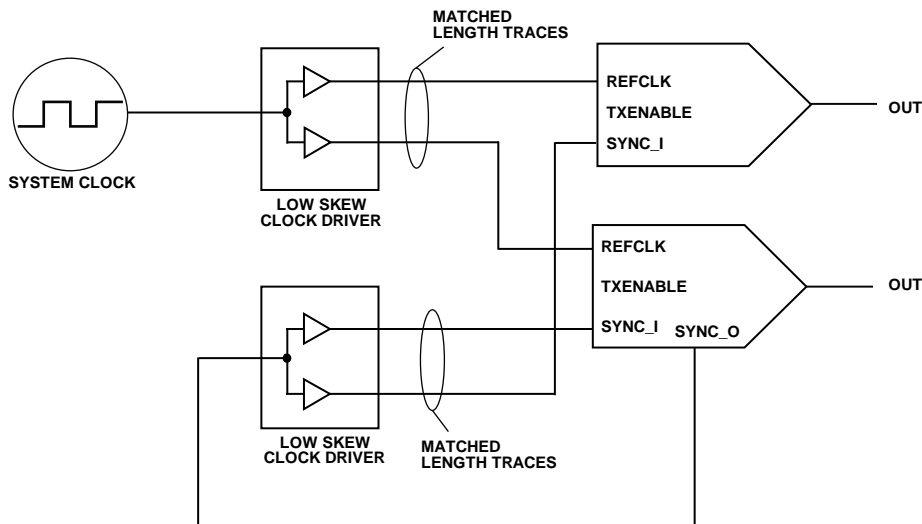 MATCHED
LENGTH TRACES
REFCLK
TXENABLE
SYNC_I
OUT
SYSTEM CLOCK
LOW SKEW
CLOCK DRIVER
REFCLK
TXENABLE
SYNC_I
SYNC_O
OUT
LOW SKEW
CLOCK DRIVER
MATCHED
LENGTH TRACES